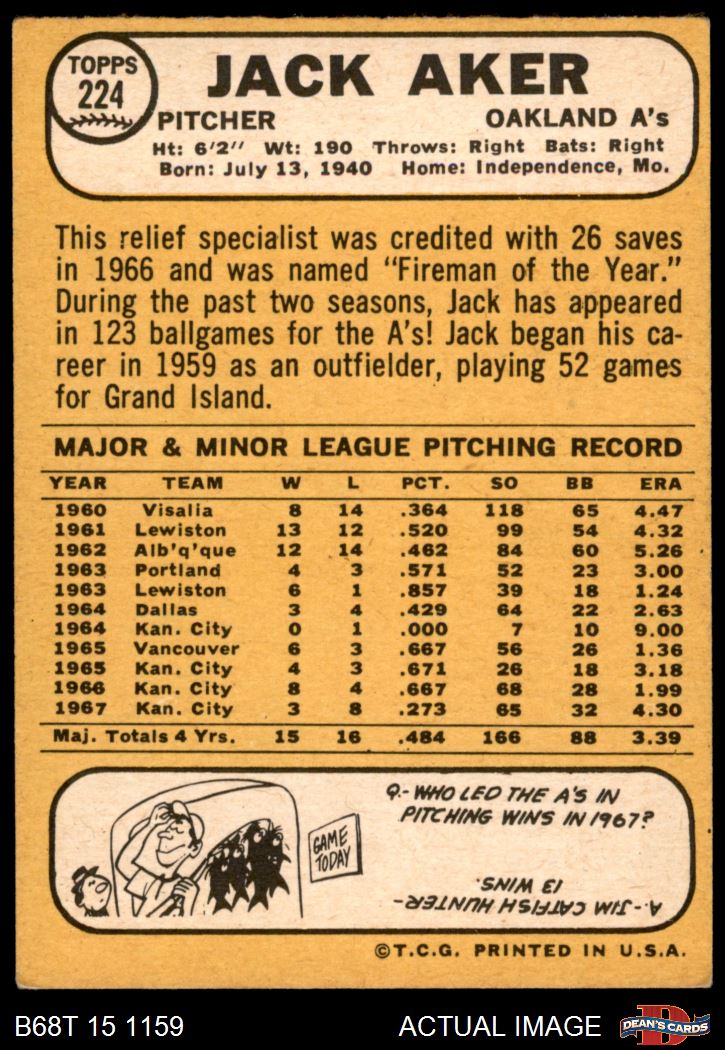 TOPPS
224
JACK AKER
PITCHER OAKLAND A's
Ht: 6'2" Wt: 190 Throws: Right Bats: Right
Born: July 13, 1940 Home: Independence, Mo.
This relief specialist was credited with 26 saves
in 1966 and was named "Fireman of the Year."
During the past two seasons, Jack has appeared
in 123 ballgames for the A's! Jack began his ca-
reer in 1959 as an outfielder, playing 52 games
for Grand Island.
MAJOR & MINOR LEAGUE PITCHING RECORD
YEAR TEAM W L PCT. SO BB ERA
1960 Visalia 8 14 .364 118 65 4.47
1961 Lewiston 13 12 .520 99 54 4.32
1962 Alb'q'que 12 14 .462 84 60 5.26
1963 Portland 4 3 .571 52 23 3.00
1963 Lewiston 6 1 .857 39 18 1.24
1964 Dallas 3 4 .429 64 22 2.63
1964 Kan. City 0 1 .000 7 10 9.00
1965 Vancouver 6 3 .667 56 26 1.36
1965 Kan. City 4 3 .671 26 18 3.18
1966 Kan. City 8 4 .667 68 28 1.99
1967 Kan. City 3 8 .273 65 32 4.30
Maj. Totals 4 Yrs. 15 16 .484 166 88 3.39
GAME
TODAY
Q.-WHO LED THE A'S IN
PITCHING WINS IN 1967?
A.-JIM CATFISH HUNTER-
13 WINS.
©T.C.G. PRINTED IN U.S.A.
B68T 15 1159 ACTUAL IMAGE
D
DEAN'S CARDS